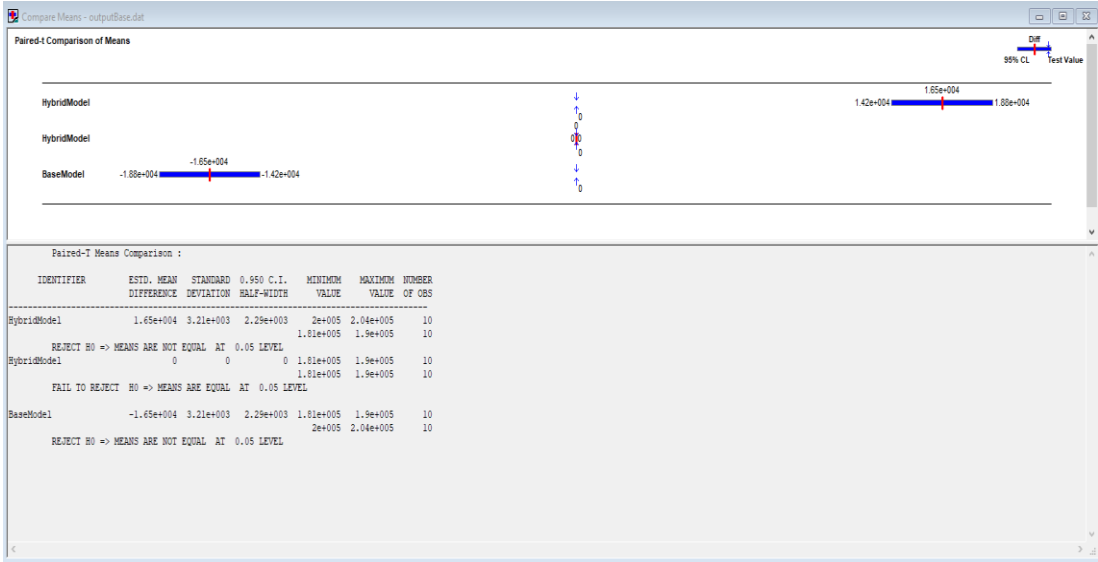 Compare Means - outputBase.dat
Paired-t Comparison of Means
Diff
95% CL Test Value
1.65e+004
HybridModel 1.42e+004 1.88e+004
0
0
HybridModel 0 0
0
-1.65e+004
BaseModel -1.88e+004 -1.42e+004
0
Paired-T Means Comparison :
IDENTIFIER ESTD. MEAN STANDARD 0.950 C.I. MINIMUM MAXIMUM NUMBER
DIFFERENCE DEVIATION HALF-WIDTH VALUE VALUE OF OBS
HybridModel 1.65e+004 3.21e+003 2.29e+003 2e+005 2.04e+005 10
1.81e+005 1.9e+005 10
REJECT H0 => MEANS ARE NOT EQUAL AT 0.05 LEVEL
HybridModel 0 0 0 1.81e+005 1.9e+005 10
1.81e+005 1.9e+005 10
FAIL TO REJECT H0 => MEANS ARE EQUAL AT 0.05 LEVEL
BaseModel -1.65e+004 3.21e+003 2.29e+003 1.81e+005 1.9e+005 10
2e+005 2.04e+005 10
REJECT H0 => MEANS ARE NOT EQUAL AT 0.05 LEVEL